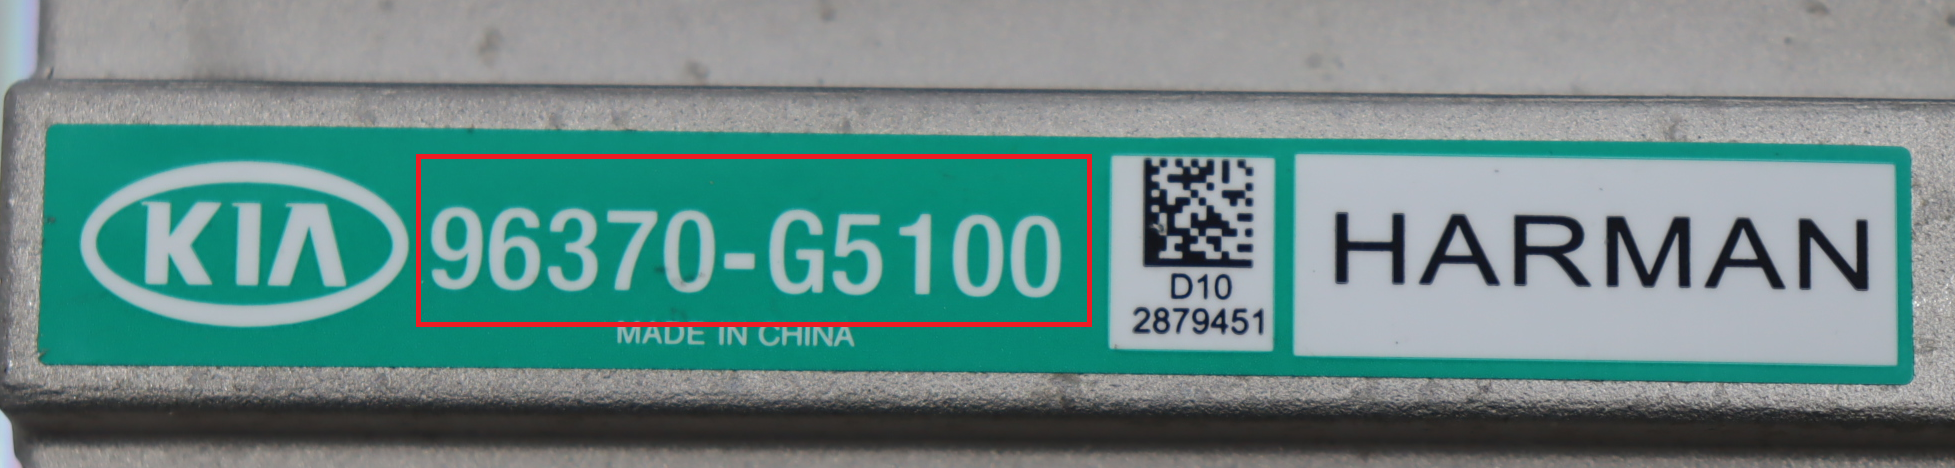 KIA 96370-G5100
MADE IN CHINA
D10
2879451
HARMAN